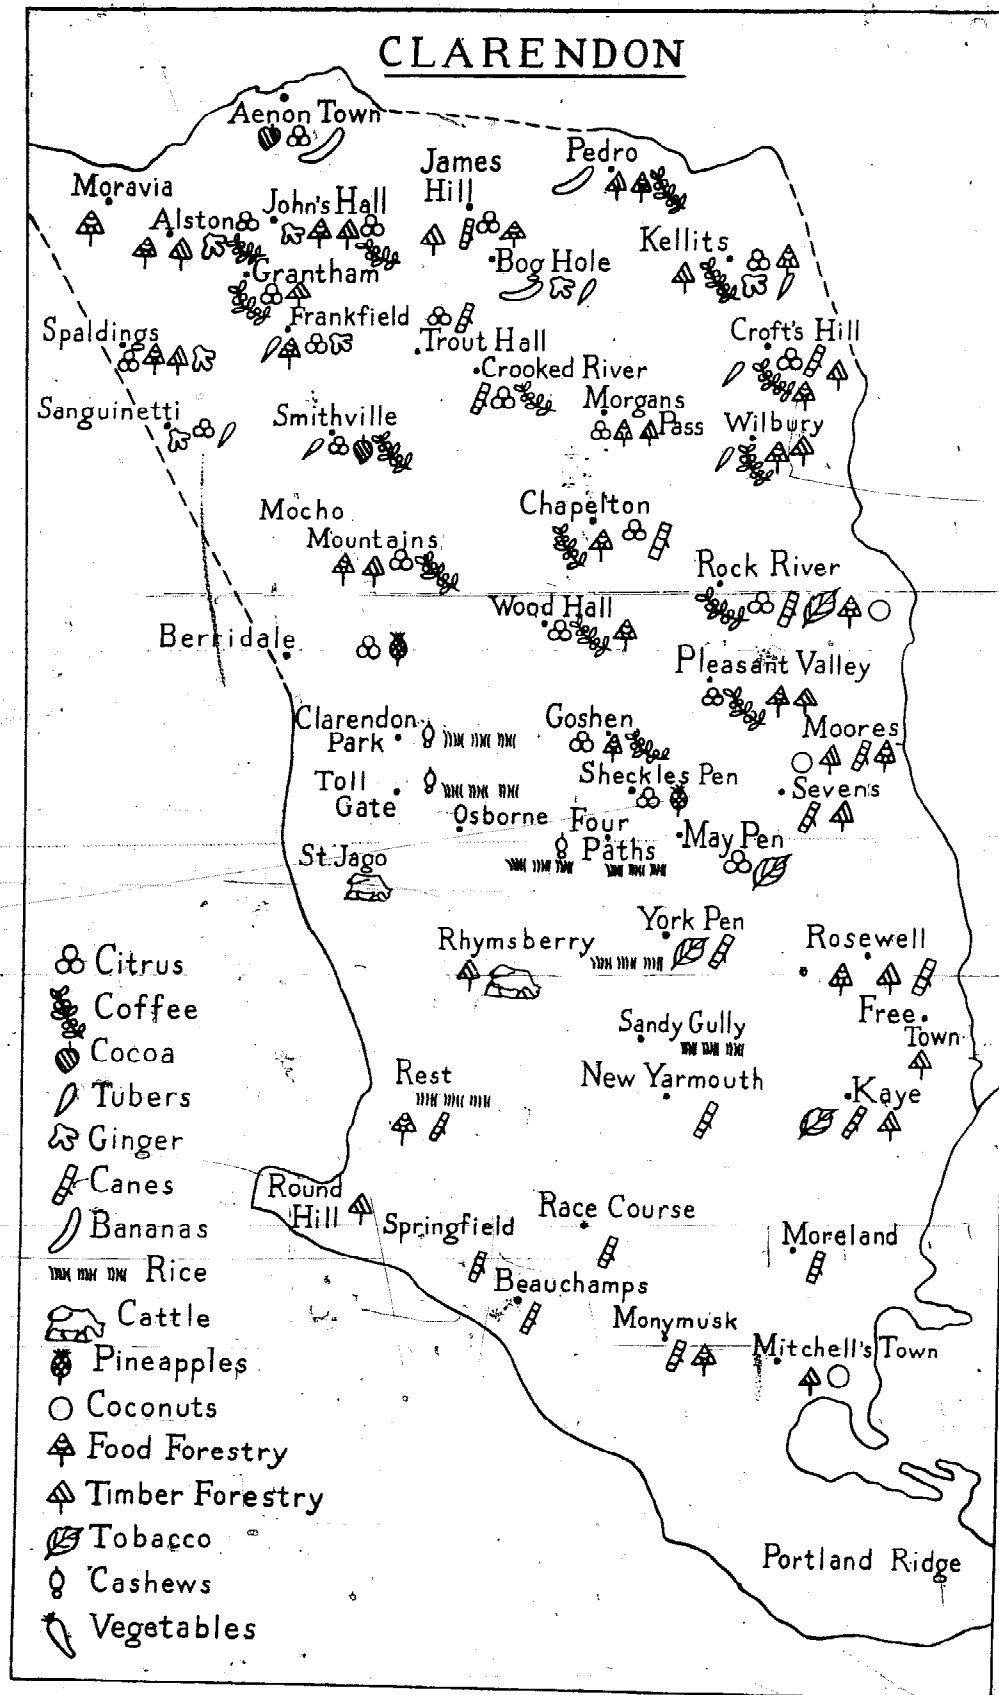 CLARENDON
Aenon Town
Pedro
James
Hill
Moravia
John's Hall
Alston
Kellits
Bog Hole
Grantham
Frankfield
Spaldings
Trout Hall
Croft's Hill
Crooked River
Morgans
Pass
Sanguinetti
Smithville
Wilbury
Mocho
Mountains
Chapelton
Rock River
Wood Hall
Berridale
Pleasant Valley
Clarendon
Park
Goshen
Moores
Toll
Gate
Sheckles Pen
Sevens
Osborne
Four
Paths
May Pen
St. Jago
York Pen
Rhymsberry
Rosewell
Free
Town
Sandy Gully
Rest
New Yarmouth
Kaye
Round
Hill
Springfield
Race Course
Moreland
Beauchamps
Monymusk
Mitchell's Town
Portland Ridge
Citrus
Coffee
Cocoa
Tubers
Ginger
Canes
Bananas
Rice
Cattle
Pineapples
Coconuts
Food Forestry
Timber Forestry
Tobacco
Cashews
Vegetables